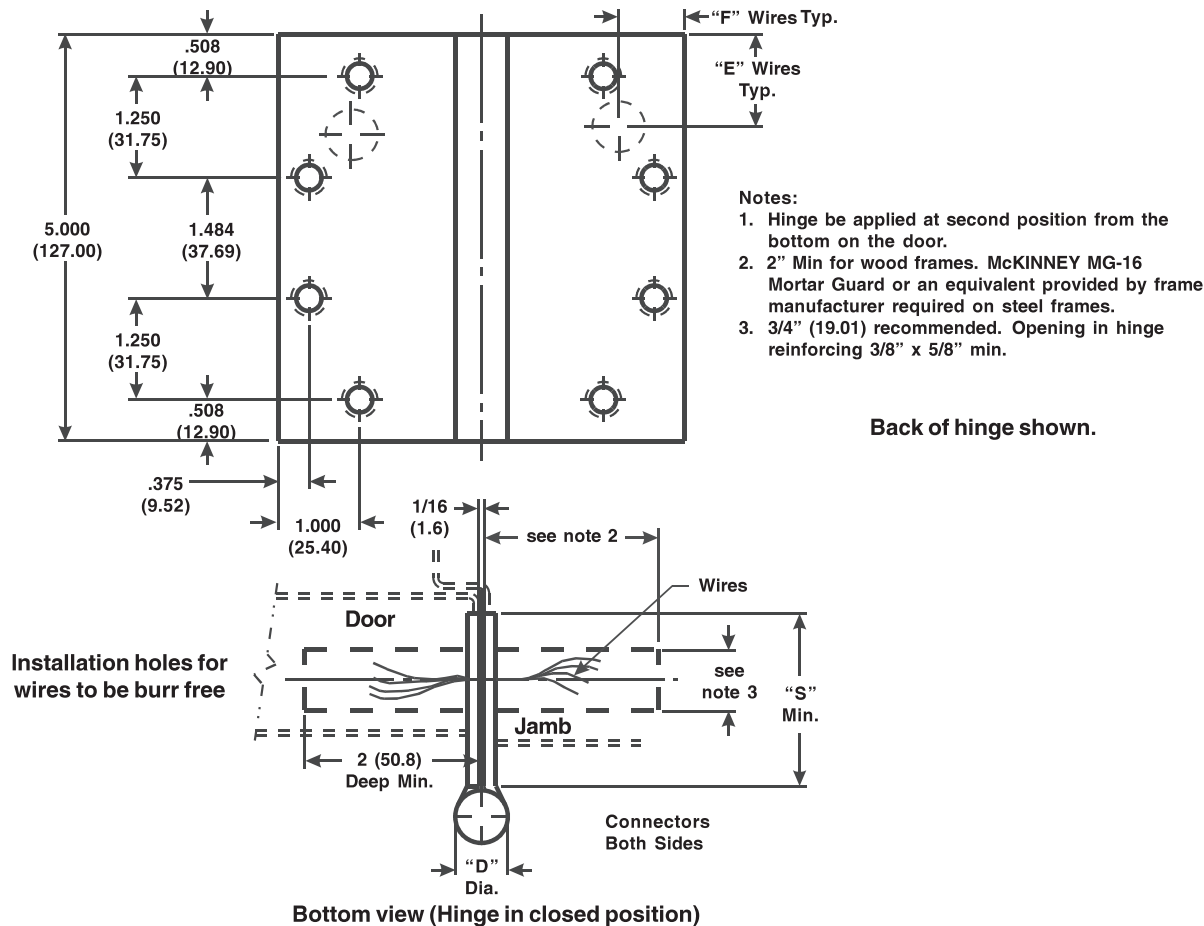 “F” Wires Typ.
.508
(12.90)
“E” Wires
Typ.
1.250
(31.75)
5.000
(127.00)
1.484
(37.69)
1.250
(31.75)
.508
(12.90)
.375
(9.52)
1.000
(25.40)
Notes:
1. Hinge be applied at second position from the
bottom on the door.
2. 2” Min for wood frames. McKINNEY MG-16
Mortar Guard or an equivalent provided by frame
manufacturer required on steel frames.
3. 3/4” (19.01) recommended. Opening in hinge
reinforcing 3/8” x 5/8” min.
Back of hinge shown.
1/16
(1.6)
see note 2
Wires
Door
Installation holes for
wires to be burr free
see
note 3
“S”
Min.
Jamb
2 (50.8)
Deep Min.
Connectors
Both Sides
“D”
Dia.
Bottom view (Hinge in closed position)